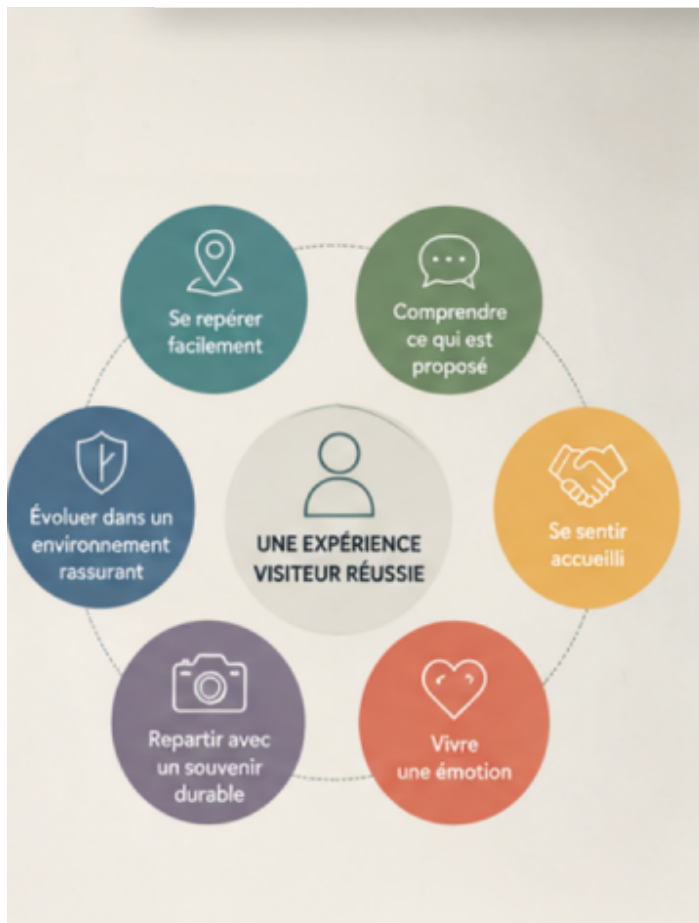 Se repérer
facilement
Comprendre
ce qui est
proposé
Se sentir
accueilli
Vivre
une émotion
Repartir avec
un souvenir
durable
Évoluer dans un
environnement
rassurant
UNE EXPÉRIENCE
VISITEUR RÉUSSIE